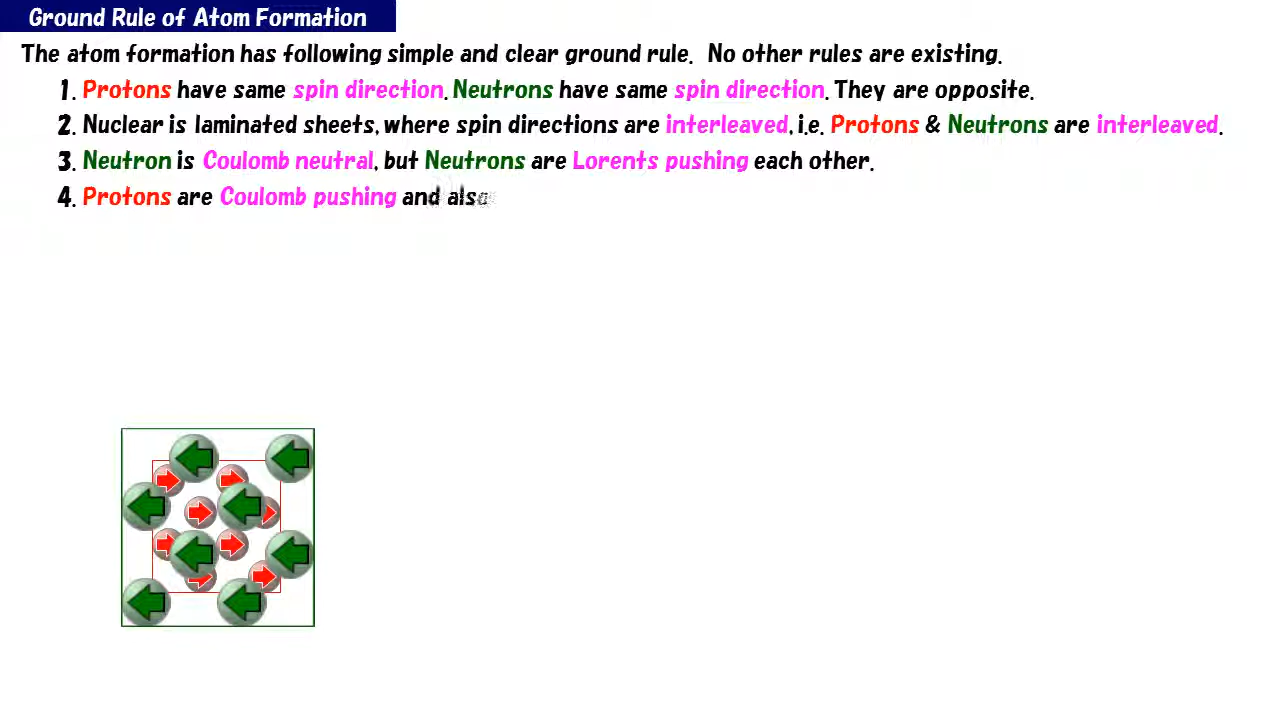 Ground Rule of Atom Formation
The atom formation has following simple and clear ground rule. No other rules are existing.
1. Protons have same spin direction. Neutrons have same spin direction. They are opposite.
2. Nuclear is laminated sheets, where spin directions are interleaved, i.e. Protons & Neutrons are interleaved.
3. Neutron is Coulomb neutral, but Neutrons are Lorents pushing each other.
4. Protons are Coulomb pushing and also